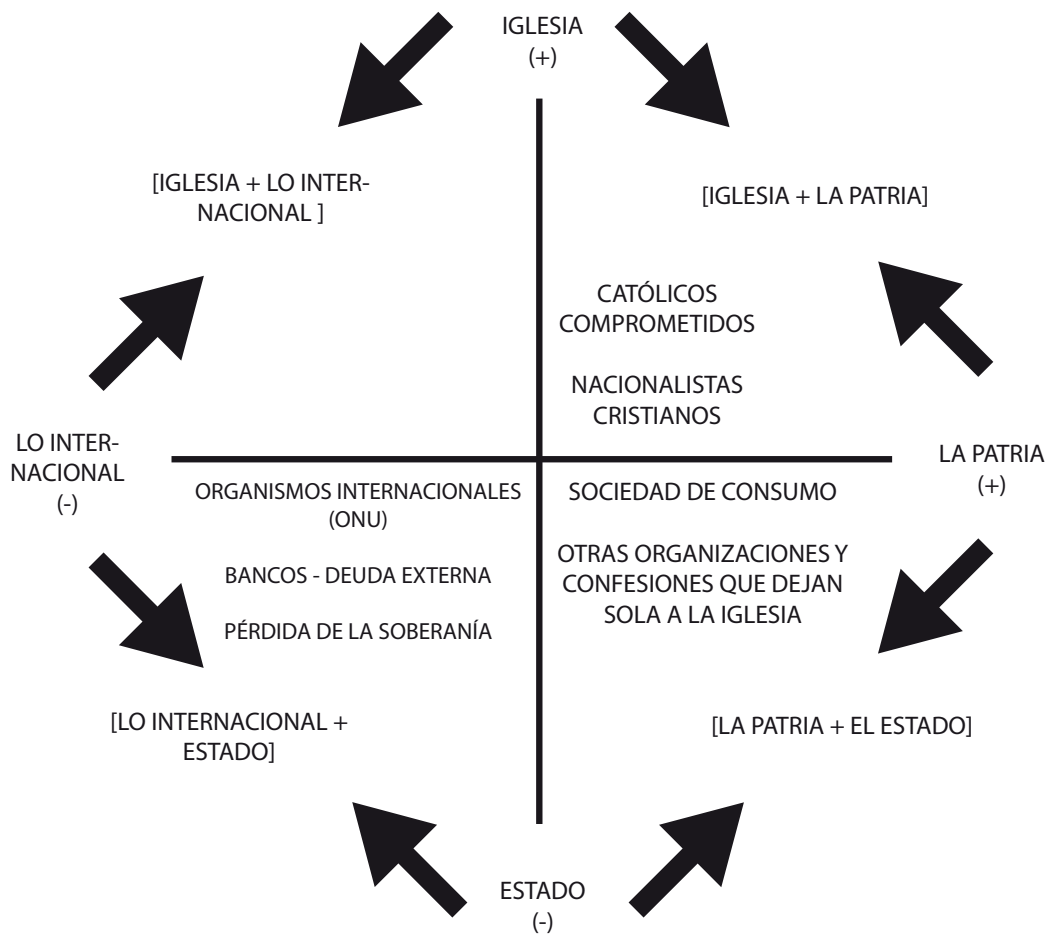 IGLESIA
(+)
[IGLESIA + LO INTER-
NACIONAL ]
[IGLESIA + LA PATRIA]
CATÓLICOS
COMPROMETIDOS
NACIONALISTAS
CRISTIANOS
LO INTER-
NACIONAL
(-)
LA PATRIA
(+)
ORGANISMOS INTERNACIONALES
(ONU)
BANCOS - DEUDA EXTERNA
PÉRDIDA DE LA SOBERANÍA
SOCIEDAD DE CONSUMO
OTRAS ORGANIZACIONES Y
CONFESIONES QUE DEJAN
SOLA A LA IGLESIA
[LO INTERNACIONAL +
ESTADO]
[LA PATRIA + EL ESTADO]
ESTADO
(-)